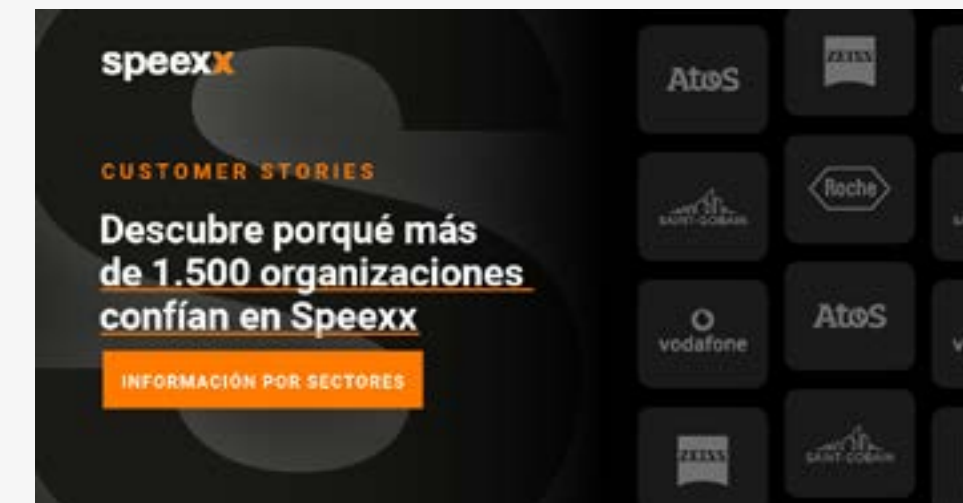 speexx
CUSTOMER STORIES
Descubre porqué más
de 1.500 organizaciones
confían en Speexx
INFORMACIÓN POR SECTORES
Atos
ZEISS
SAINT-GOBAIN
Roche
vodafone
Atos
ZEISS
SAINT-GOBAIN